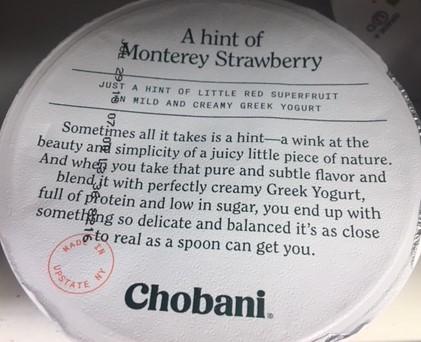 A hint of
Monterey Strawberry
JUST A HINT OF LITTLE RED SUPERFRUIT
ON MILD AND CREAMY GREEK YOGURT
Sometimes all it takes is a hint—a wink at the
beauty and simplicity of a juicy little piece of nature.
And when you take that pure and subtle flavor and
blend it with perfectly creamy Greek Yogurt,
full of protein and low in sugar, you end up with
something so delicate and balanced it's as close
to real as a spoon can get you.
MADE IN
UPSTATE NY
Chobani®